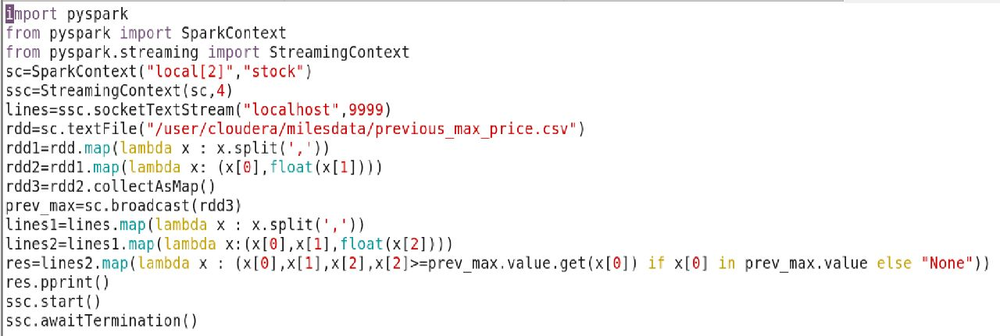 import pyspark
from pyspark import SparkContext
from pyspark.streaming import StreamingContext
sc=SparkContext("local[2]","stock")
ssc=StreamingContext(sc,4)
lines=ssc.socketTextStream("localhost",9999)
rdd=sc.textFile("/user/cloudera/milesdata/previous_max_price.csv")
rdd1=rdd.map(lambda x : x.split(','))
rdd2=rdd1.map(lambda x: (x[0],float(x[1])))
rdd3=rdd2.collectAsMap()
prev_max=sc.broadcast(rdd3)
lines1=lines.map(lambda x : x.split(','))
lines2=lines1.map(lambda x:(x[0],x[1],float(x[2])))
res=lines2.map(lambda x : (x[0],x[1],x[2],x[2]>=prev_max.value.get(x[0]) if x[0] in prev_max.value else "None"))
res.pprint()
ssc.start()
ssc.awaitTermination()